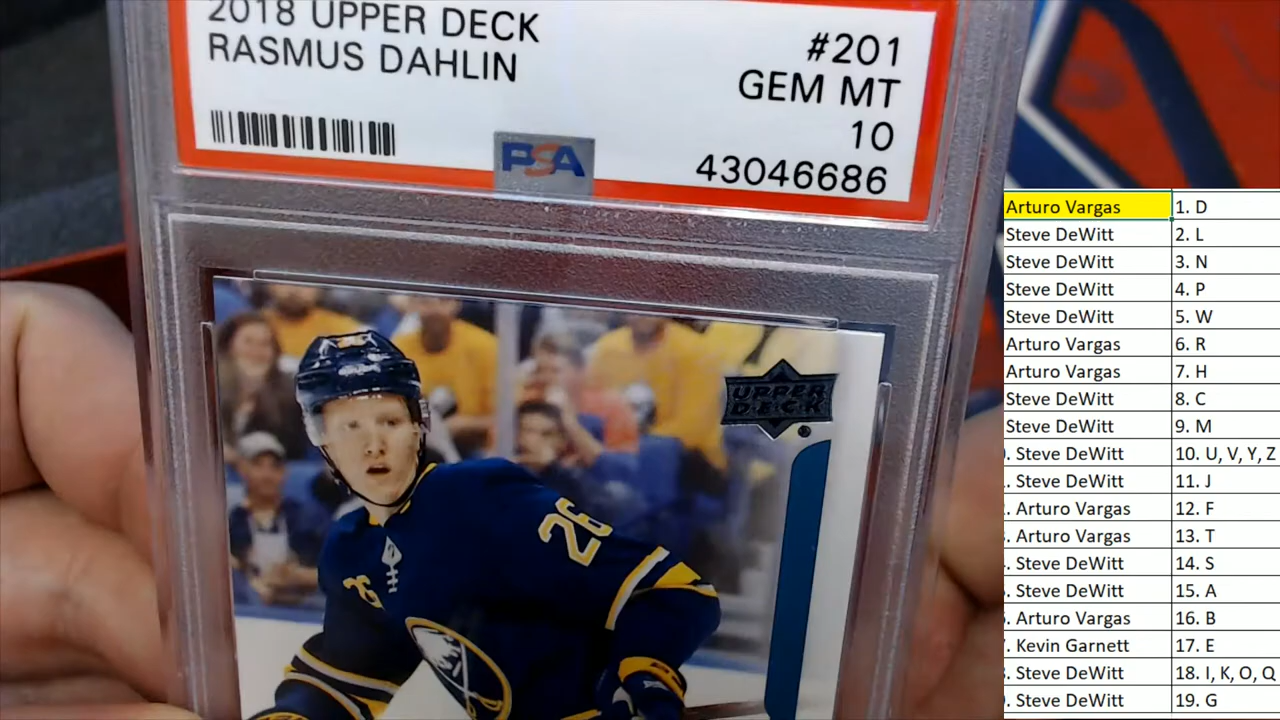 2018 UPPER DECK
RASMUS DAHLIN
#201
GEM MT
10
43046686
PSA
UPPER
DECK
26
26
Arturo Vargas 1. D
Steve DeWitt 2. L
Steve DeWitt 3. N
Steve DeWitt 4. P
Steve DeWitt 5. W
Arturo Vargas 6. R
Arturo Vargas 7. H
Steve DeWitt 8. C
Steve DeWitt 9. M
. Steve DeWitt 10. U, V, Y, Z
. Steve DeWitt 11. J
. Arturo Vargas 12. F
. Arturo Vargas 13. T
. Steve DeWitt 14. S
. Steve DeWitt 15. A
. Arturo Vargas 16. B
. Kevin Garnett 17. E
. Steve DeWitt 18. I, K, O, Q
. Steve DeWitt 19. G